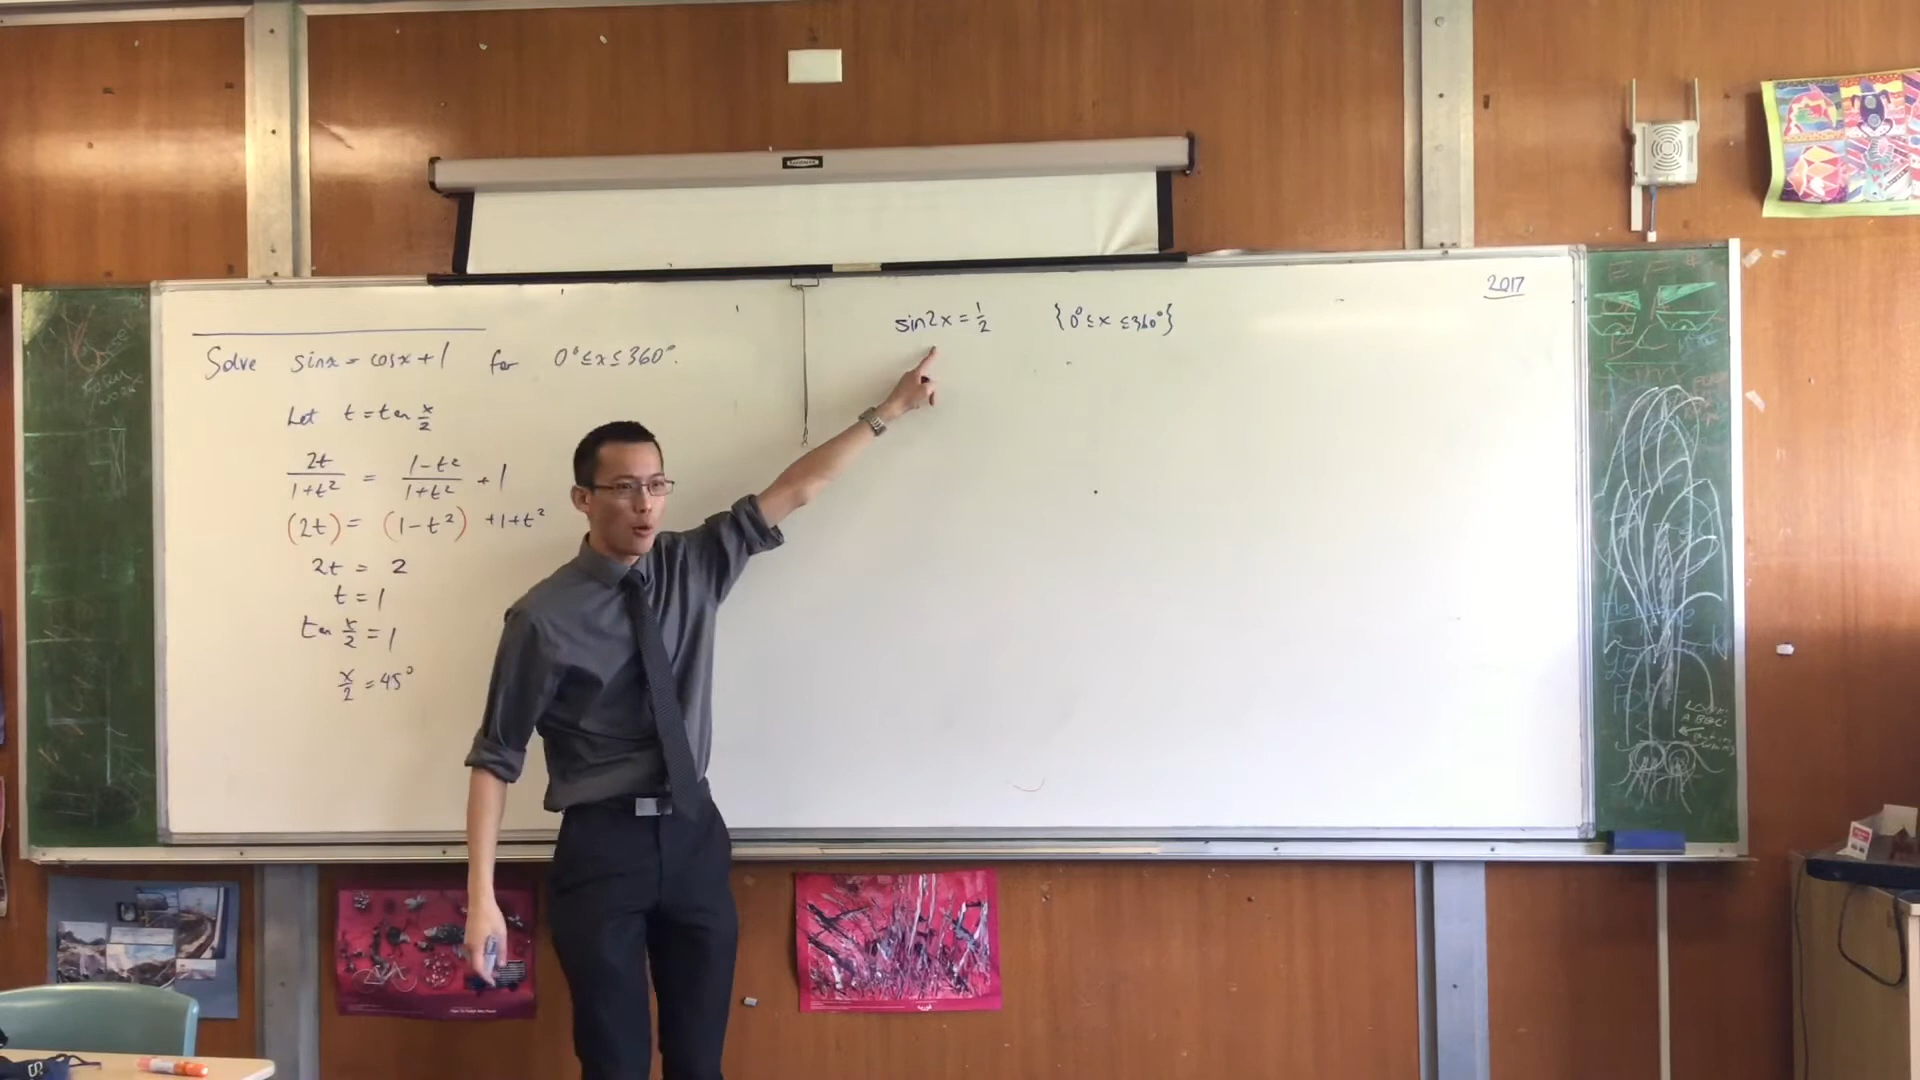 2017
Solve sinx = cosx + 1 for 0° ≤ x ≤ 360°.
Let t = tan x/2
2t/1+t² = 1-t²/1+t² + 1
(2t) = (1-t²) +1+t²
2t = 2
t = 1
tan x/2 = 1
x/2 = 45°
sin2x = 1/2 {0° ≤ x ≤ 360°}